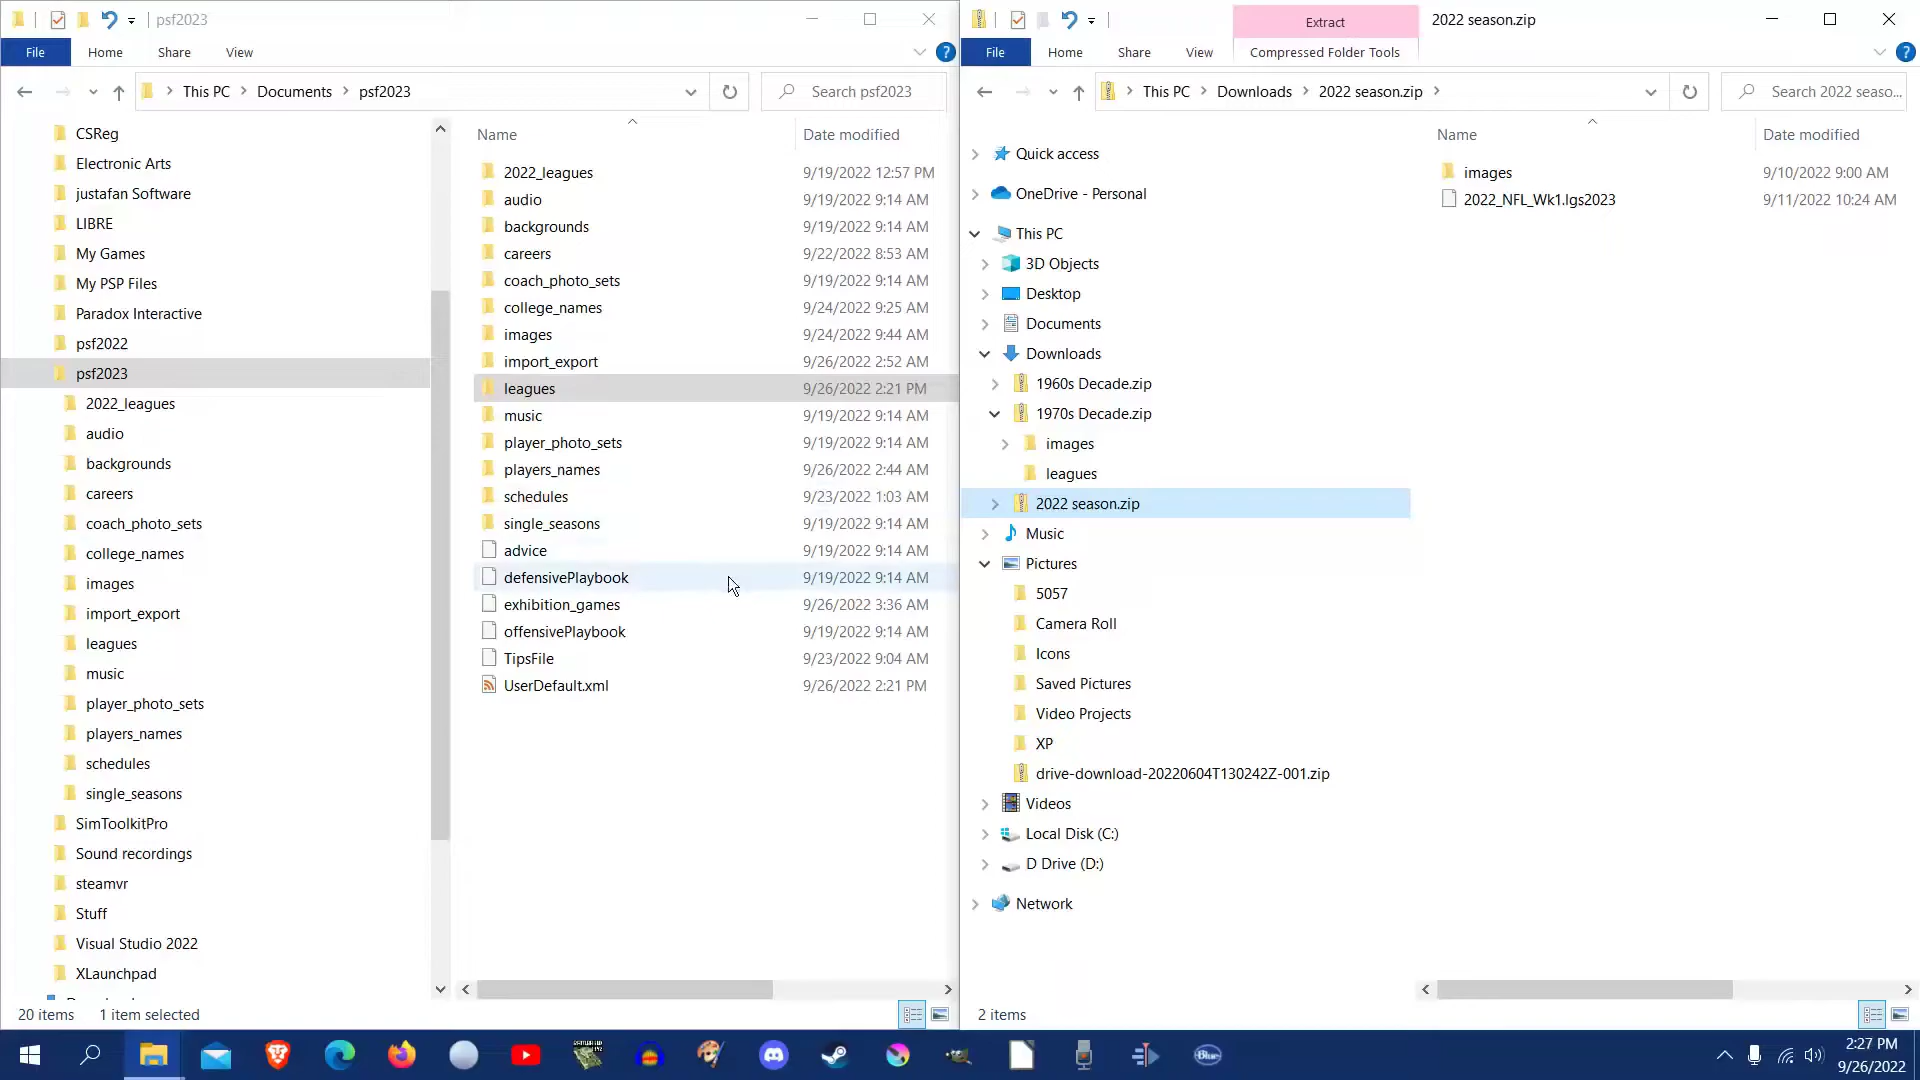 psf2023
File
Home
Share
View
?
This PC
Documents
psf2023
Search psf2023
CSReg
Electronic Arts
justafan Software
LIBRE
My Games
My PSP Files
Paradox Interactive
psf2022
psf2023
2022_leagues
audio
backgrounds
careers
coach_photo_sets
college_names
images
import_export
leagues
music
player_photo_sets
players_names
schedules
single_seasons
SimToolkitPro
Sound recordings
steamvr
Stuff
Visual Studio 2022
XLaunchpad
Name Date modified
2022_leagues 9/19/2022 12:57 PM
audio 9/19/2022 9:14 AM
backgrounds 9/19/2022 9:14 AM
careers 9/22/2022 8:53 AM
coach_photo_sets 9/19/2022 9:14 AM
college_names 9/24/2022 9:25 AM
images 9/24/2022 9:44 AM
import_export 9/26/2022 2:52 AM
leagues 9/26/2022 2:21 PM
music 9/19/2022 9:14 AM
player_photo_sets 9/19/2022 9:14 AM
players_names 9/26/2022 2:44 AM
schedules 9/23/2022 1:03 AM
single_seasons 9/19/2022 9:14 AM
advice 9/19/2022 9:14 AM
defensivePlaybook 9/19/2022 9:14 AM
exhibition_games 9/26/2022 3:36 AM
offensivePlaybook 9/19/2022 9:14 AM
TipsFile 9/23/2022 9:04 AM
UserDefault.xml 9/26/2022 2:21 PM
20 items 1 item selected
Extract
2022 season.zip
File
Home
Share
View
Compressed Folder Tools
?
This PC
Downloads
2022 season.zip
Search 2022 seaso...
Quick access
OneDrive - Personal
This PC
3D Objects
Desktop
Documents
Downloads
1960s Decade.zip
1970s Decade.zip
images
leagues
2022 season.zip
Music
Pictures
5057
Camera Roll
Icons
Saved Pictures
Video Projects
XP
drive-download-20220604T130242Z-001.zip
Videos
Local Disk (C:)
D Drive (D:)
Network
Name Date modified
images 9/10/2022 9:00 AM
2022_NFL_Wk1.lgs2023 9/11/2022 10:24 AM
2 items
Blue
2:27 PM
9/26/2022